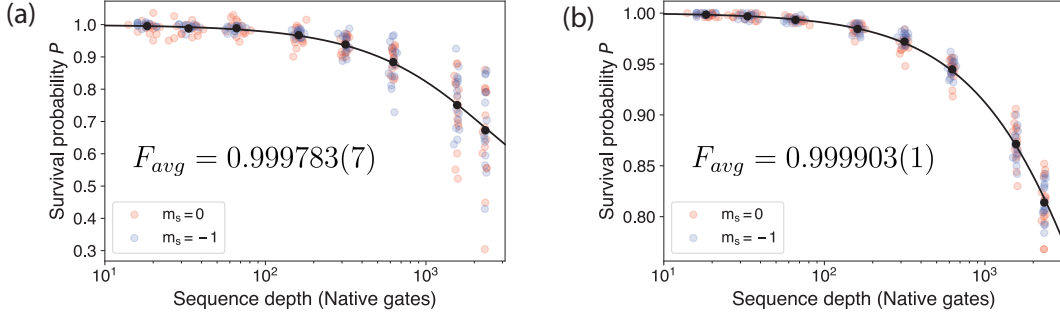 (a)
Survival probability P
1.0
0.9
0.8
0.7
0.6
0.5
0.4
0.3
F_avg = 0.999783(7)
m_s = 0
m_s = −1
10^1
10^2
10^3
Sequence depth (Native gates)
(b)
Survival probability P
1.00
0.95
0.90
0.85
0.80
F_avg = 0.999903(1)
m_s = 0
m_s = −1
10^1
10^2
10^3
Sequence depth (Native gates)